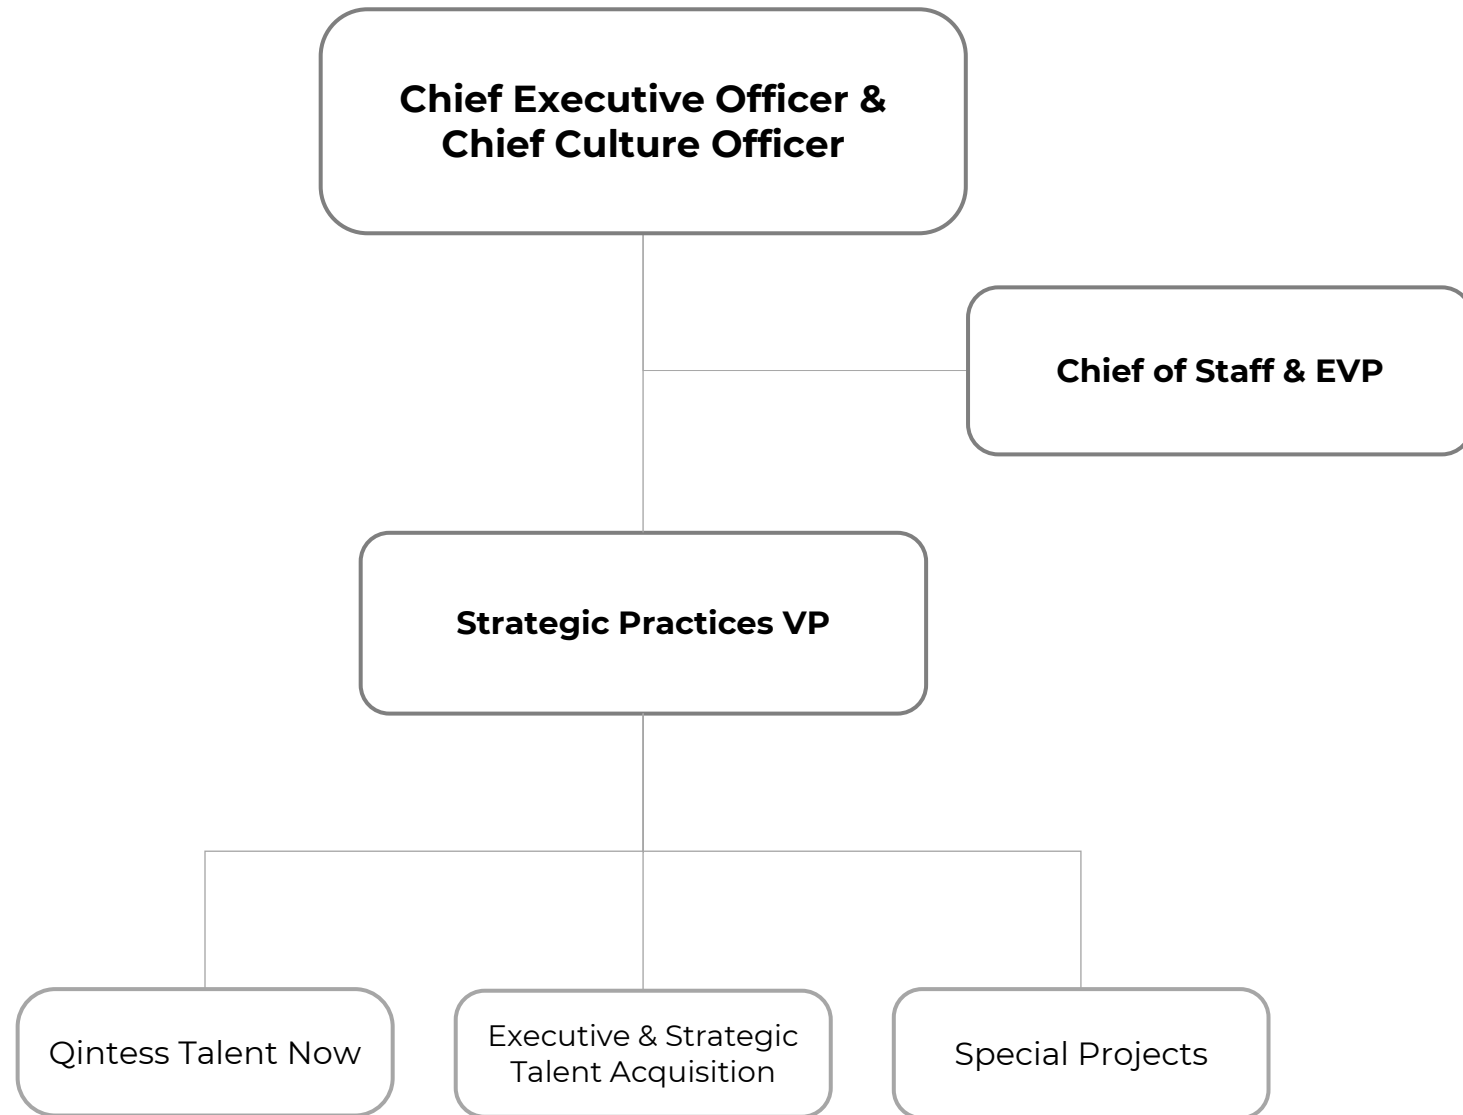 Chief Executive Officer &
Chief Culture Officer
Chief of Staff & EVP
Strategic Practices VP
Qintess Talent Now
Executive & Strategic
Talent Acquisition
Special Projects